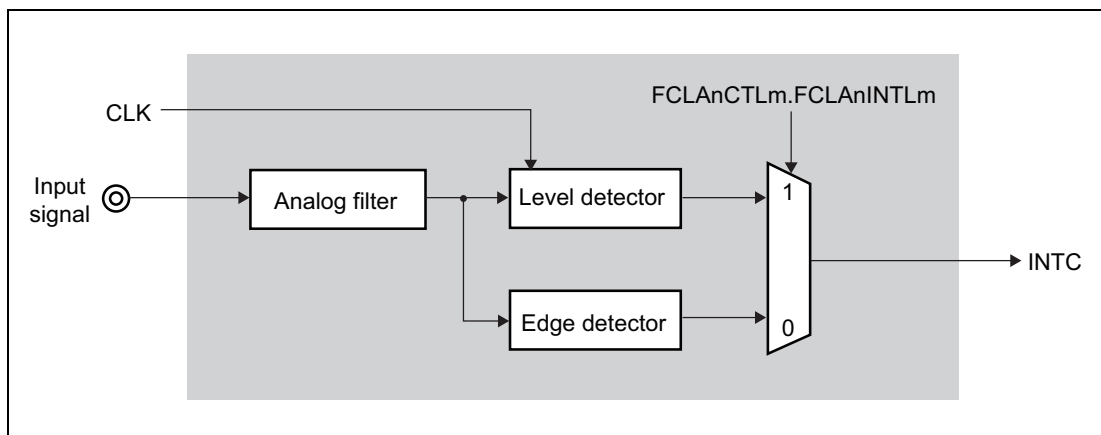 CLK
FCLAnCTLm.FCLAnINTLm
Input
signal
Analog filter
Level detector
1
INTC
Edge detector
0